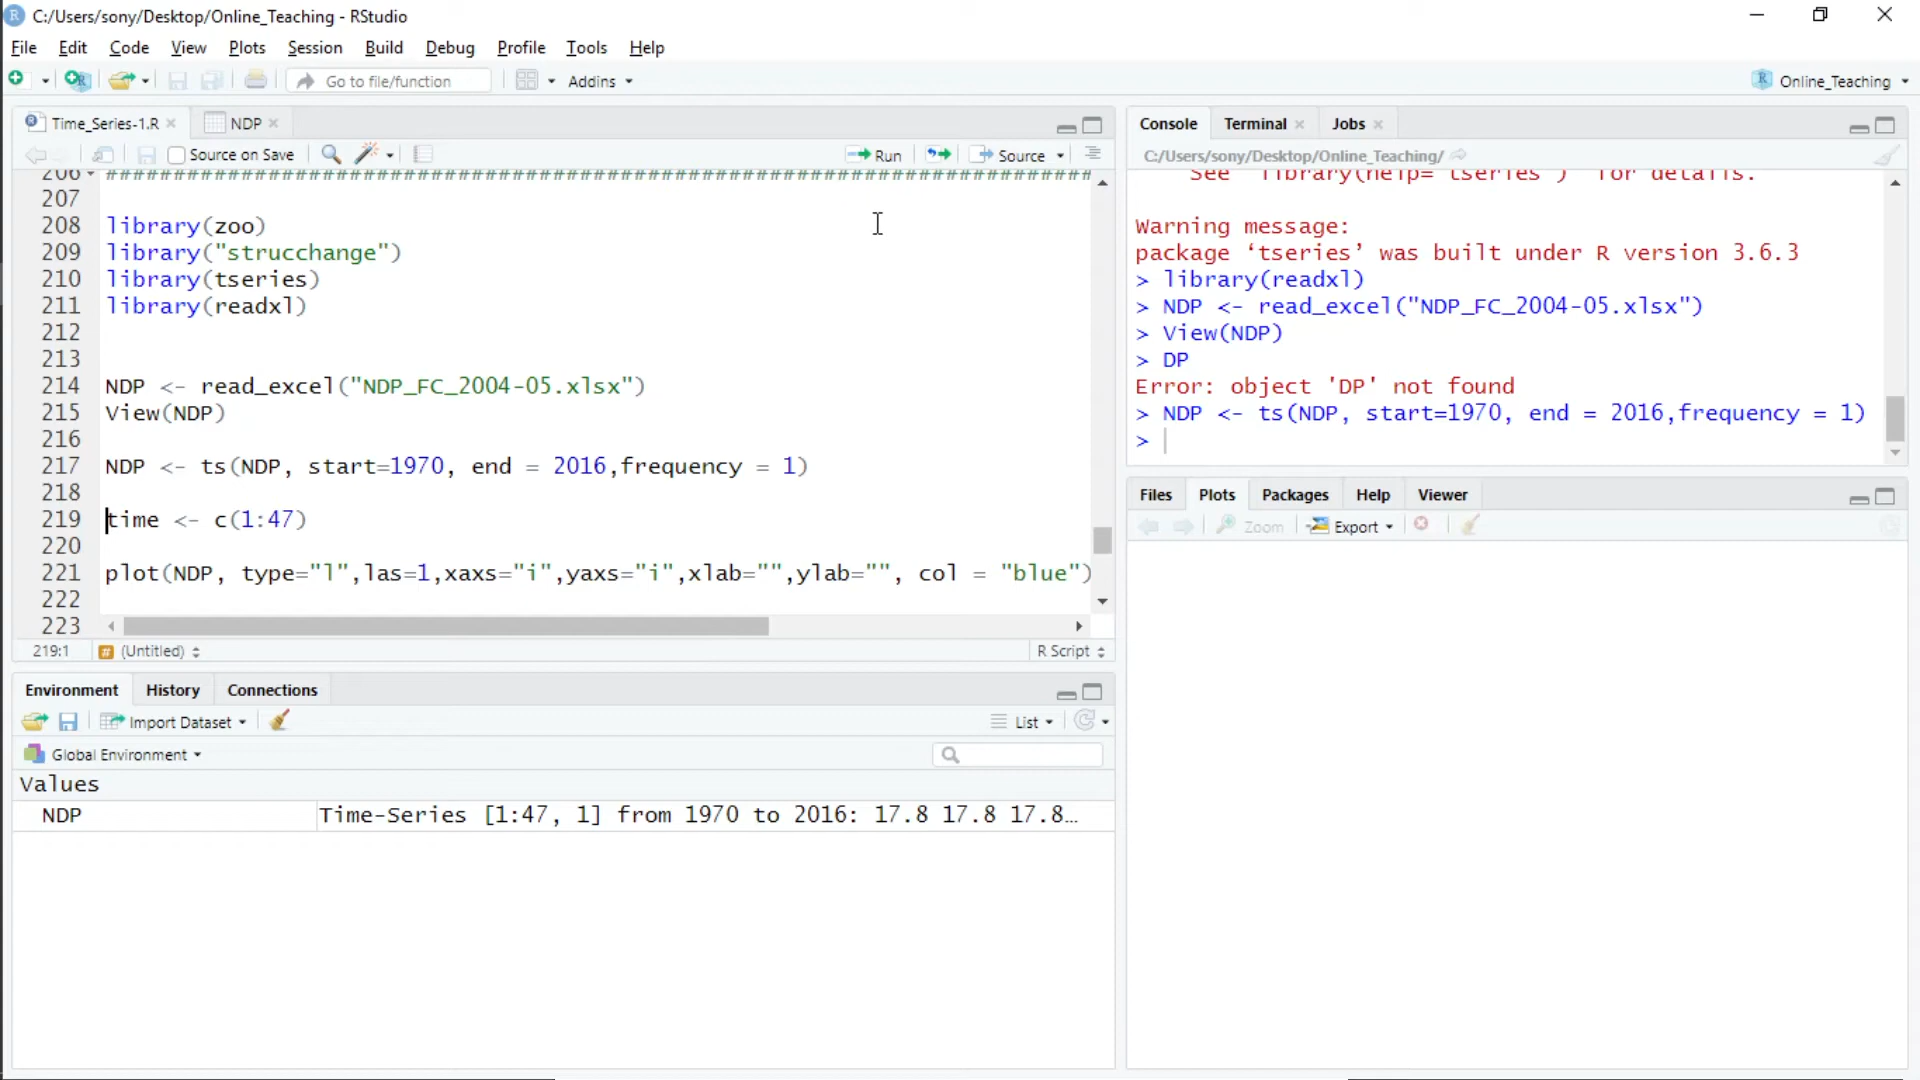 C:/Users/sony/Desktop/Online_Teaching - RStudio
File Edit Code View Plots Session Build Debug Profile Tools Help
Go to file/function Addins Online_Teaching
Time_Series-1.R NDP
Source on Save Run Source
206 ##########################################################################
207
208 library(zoo)
209 library("strucchange")
210 library(tseries)
211 library(readxl)
212
213
214 NDP <- read_excel("NDP_FC_2004-05.xlsx")
215 View(NDP)
216
217 NDP <- ts(NDP, start=1970, end = 2016,frequency = 1)
218
219 time <- c(1:47)
220
221 plot(NDP, type="l",las=1,xaxs="i",yaxs="i",xlab="",ylab="", col = "blue")
222
223
219:1 # (Untitled) R Script
Environment History Connections
Import Dataset List
Global Environment
Values
NDP Time-Series [1:47, 1] from 1970 to 2016: 17.8 17.8 17.8…
Console Terminal Jobs
C:/Users/sony/Desktop/Online_Teaching/
See 'library(help="tseries")' for details.
Warning message:
package ‘tseries’ was built under R version 3.6.3
> library(readxl)
> NDP <- read_excel("NDP_FC_2004-05.xlsx")
> View(NDP)
> DP
Error: object 'DP' not found
> NDP <- ts(NDP, start=1970, end = 2016,frequency = 1)
>
Files Plots Packages Help Viewer
Zoom Export